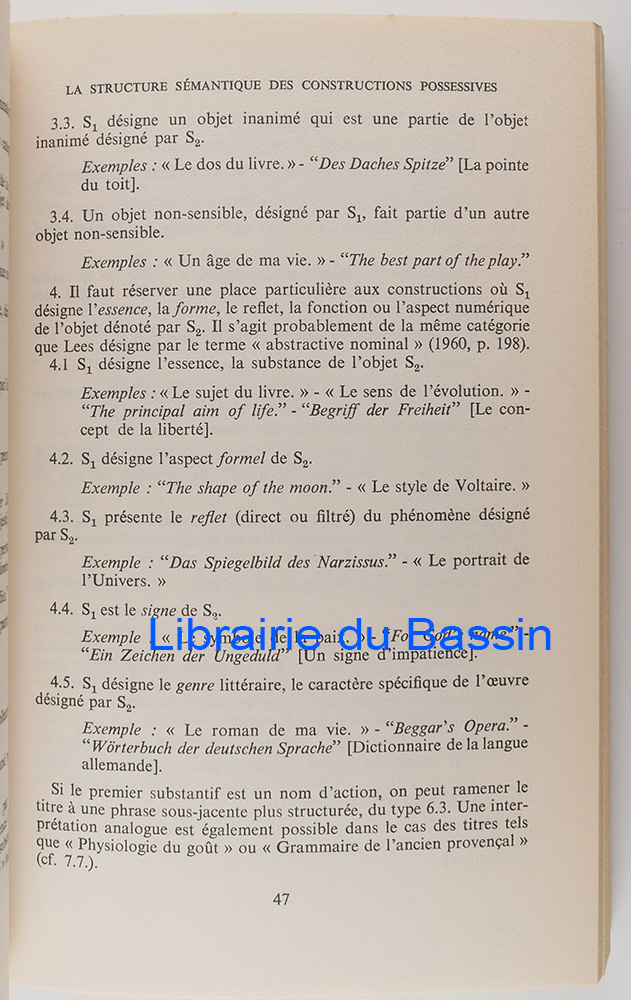 LA STRUCTURE SÉMANTIQUE DES CONSTRUCTIONS POSSESSIVES
3.3. S₁ désigne un objet inanimé qui est une partie de l'objet
inanimé désigné par S₂.
Exemples : « Le dos du livre. » - “Des Daches Spitze” [La pointe
du toit].
3.4. Un objet non-sensible, désigné par S₁, fait partie d'un autre
objet non-sensible.
Exemples : « Un âge de ma vie. » - “The best part of the play.”
4. Il faut réserver une place particulière aux constructions où S₁
désigne l'essence, la forme, le reflet, la fonction ou l'aspect numérique
de l'objet dénoté par S₂. Il s'agit probablement de la même catégorie
que Lees désigne par le terme « abstractive nominal » (1960, p. 198).
4.1 S₁ désigne l'essence, la substance de l'objet S₂.
Exemples : « Le sujet du livre. » - « Le sens de l'évolution. » -
“The principal aim of life.” - “Begriff der Freiheit” [Le con-
cept de la liberté].
4.2. S₁ désigne l'aspect formel de S₂.
Exemple : “The shape of the moon.” - « Le style de Voltaire. »
4.3. S₁ présente le reflet (direct ou filtré) du phénomène désigné
par S₂.
Exemple : “Das Spiegelbild des Narzissus.” - « Le portrait de
l'Univers. »
4.4. S₁ est le signe de S₂.
Exemple : « Le symbole de la paix. » - “For God's name” -
Librairie du Bassin
“Ein Zeichen der Ungeduld” [Un signe d'impatience].
4.5. S₁ désigne le genre littéraire, le caractère spécifique de l'œuvre
désigné par S₂.
Exemple : « Le roman de ma vie. » - “Beggar's Opera.” -
“Wörterbuch der deutschen Sprache” [Dictionnaire de la langue
allemande].
Si le premier substantif est un nom d'action, on peut ramener le
titre à une phrase sous-jacente plus structurée, du type 6.3. Une inter-
prétation analogue est également possible dans le cas des titres tels
que « Physiologie du goût » ou « Grammaire de l'ancien provençal »
(cf. 7.7.).
47